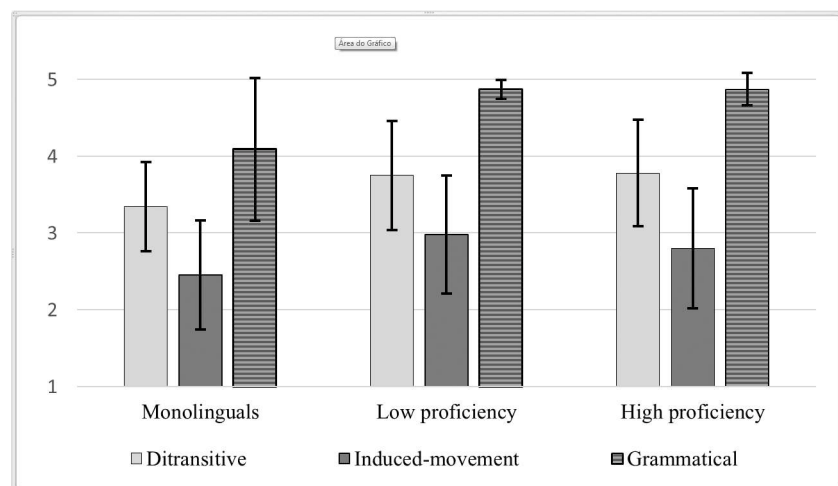 Área do Gráfico
5
4
3
2
1
Monolinguals Low proficiency High proficiency
Ditransitive Induced-movement Grammatical